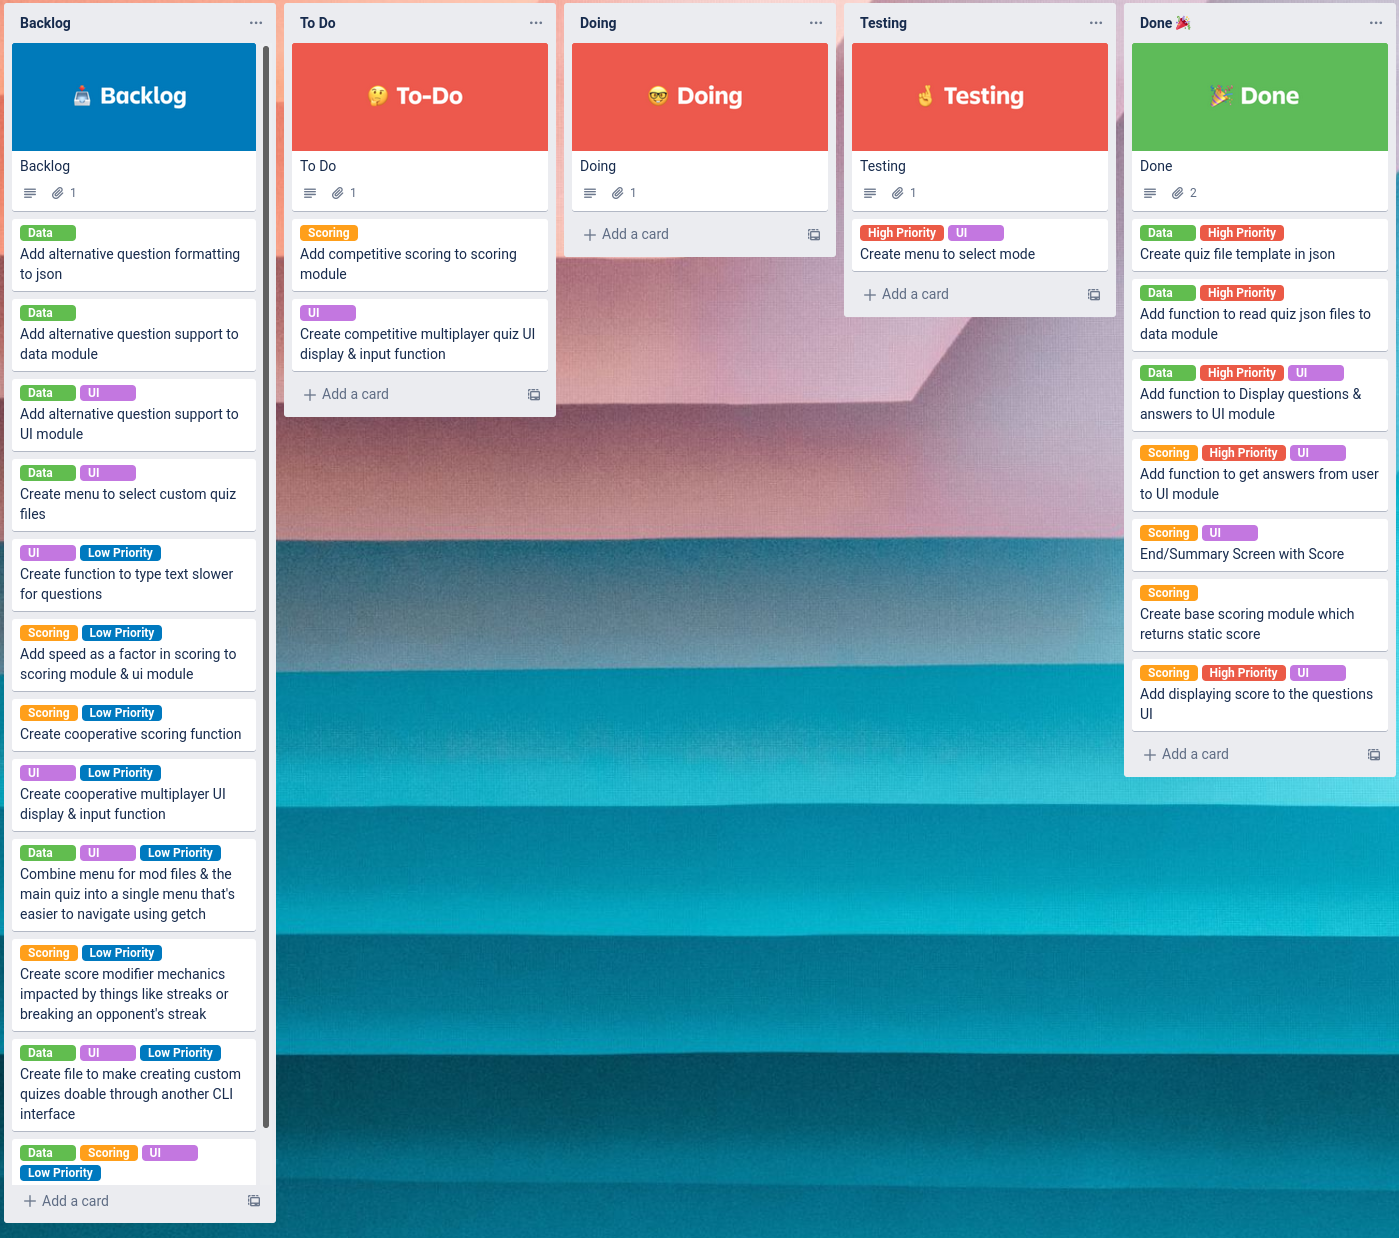 Backlog
Backlog
Backlog
1
Data
Add alternative question formatting
to json
Data
Add alternative question support to
data module
Data UI
Add alternative question support to
UI module
Data UI
Create menu to select custom quiz
files
UI Low Priority
Create function to type text slower
for questions
Scoring Low Priority
Add speed as a factor in scoring to
scoring module & ui module
Scoring Low Priority
Create cooperative scoring function
UI Low Priority
Create cooperative multiplayer UI
display & input function
Data UI Low Priority
Combine menu for mod files & the
main quiz into a single menu that's
easier to navigate using getch
Scoring Low Priority
Create score modifier mechanics
impacted by things like streaks or
breaking an opponent's streak
Data UI Low Priority
Create file to make creating custom
quizes doable through another CLI
interface
Data Scoring UI
Low Priority
+ Add a card
To Do
To-Do
To Do
1
Scoring
Add competitive scoring to scoring
module
UI
Create competitive multiplayer quiz UI
display & input function
+ Add a card
Doing
Doing
Doing
1
+ Add a card
Testing
Testing
Testing
1
High Priority UI
Create menu to select mode
+ Add a card
Done 🎉
Done
Done
2
Data High Priority
Create quiz file template in json
Data High Priority
Add function to read quiz json files to
data module
Data High Priority UI
Add function to Display questions &
answers to UI module
Scoring High Priority UI
Add function to get answers from user
to UI module
Scoring UI
End/Summary Screen with Score
Scoring
Create base scoring module which
returns static score
Scoring High Priority UI
Add displaying score to the questions
UI
+ Add a card